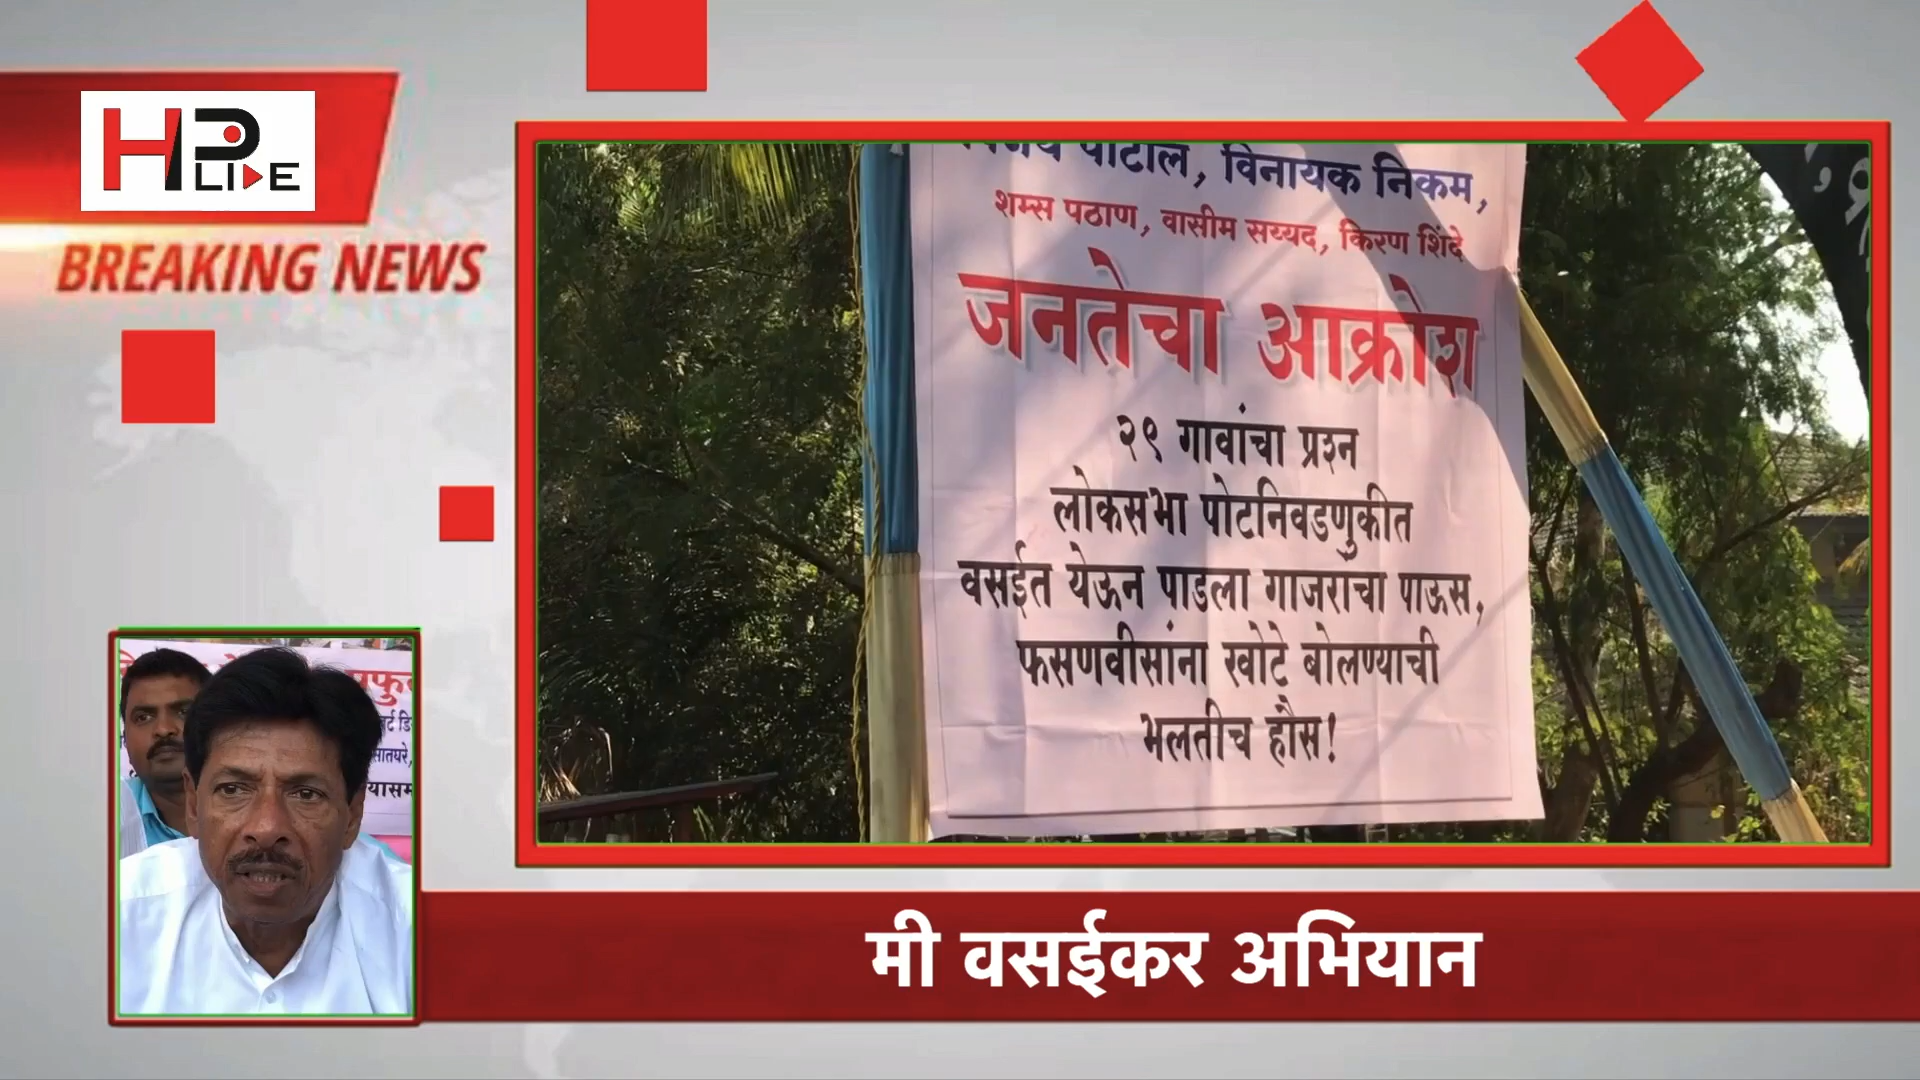 HP LIVE
BREAKING NEWS
पाटील, विनायक निकम,
शम्स पठाण, वासीम सय्यद, किरण शिंदे
जनतेचा आक्रोश
२९ गावांचा प्रश्न
लोकसभा पोटनिवडणुकीत
वसईत येऊन पाडला गाजरांचा पाऊस,
फसणवीसांना खोटे बोलण्याची
भलतीच हौस!
मी वसईकर अभियान